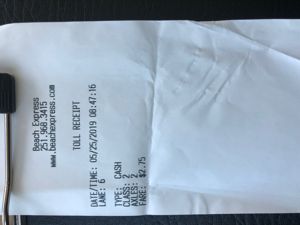 Beach Express
251.968.3415
www.beachexpress.com
TOLL RECEIPT
DATE/TIME: 05/25/2019 08:47:16
LANE: 6
TYPE: CASH
CLASS: 2
AXLES: 2
FARE: $2.75